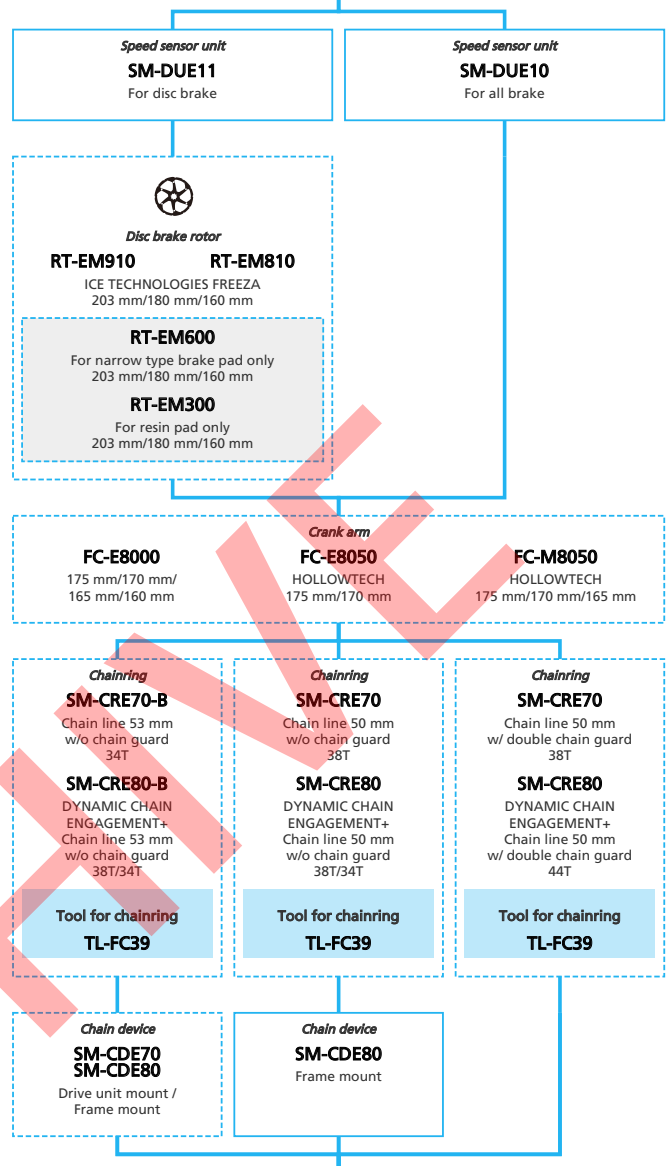 Speed sensor unit
SM-DUE11
For disc brake
Speed sensor unit
SM-DUE10
For all brake
Disc brake rotor
RT-EM910 RT-EM810
ICE TECHNOLOGIES FREEZA
203 mm/180 mm/160 mm
RT-EM600
For narrow type brake pad only
203 mm/180 mm/160 mm
RT-EM300
For resin pad only
203 mm/180 mm/160 mm
Crank arm
FC-E8000
175 mm/170 mm/
165 mm/160 mm
FC-E8050
HOLLOWTECH
175 mm/170 mm
FC-M8050
HOLLOWTECH
175 mm/170 mm/165 mm
Chainring
SM-CRE70-B
Chain line 53 mm
w/o chain guard
34T
SM-CRE80-B
DYNAMIC CHAIN
ENGAGEMENT+
Chain line 53 mm
w/o chain guard
38T/34T
Tool for chainring
TL-FC39
Chainring
SM-CRE70
Chain line 50 mm
w/o chain guard
38T
SM-CRE80
DYNAMIC CHAIN
ENGAGEMENT+
Chain line 50 mm
w/o chain guard
38T/34T
Tool for chainring
TL-FC39
Chainring
SM-CRE70
Chain line 50 mm
w/ double chain guard
38T
SM-CRE80
DYNAMIC CHAIN
ENGAGEMENT+
Chain line 50 mm
w/ double chain guard
44T
Tool for chainring
TL-FC39
Chain device
SM-CDE70
SM-CDE80
Drive unit mount /
Frame mount
Chain device
SM-CDE80
Frame mount
HIVE